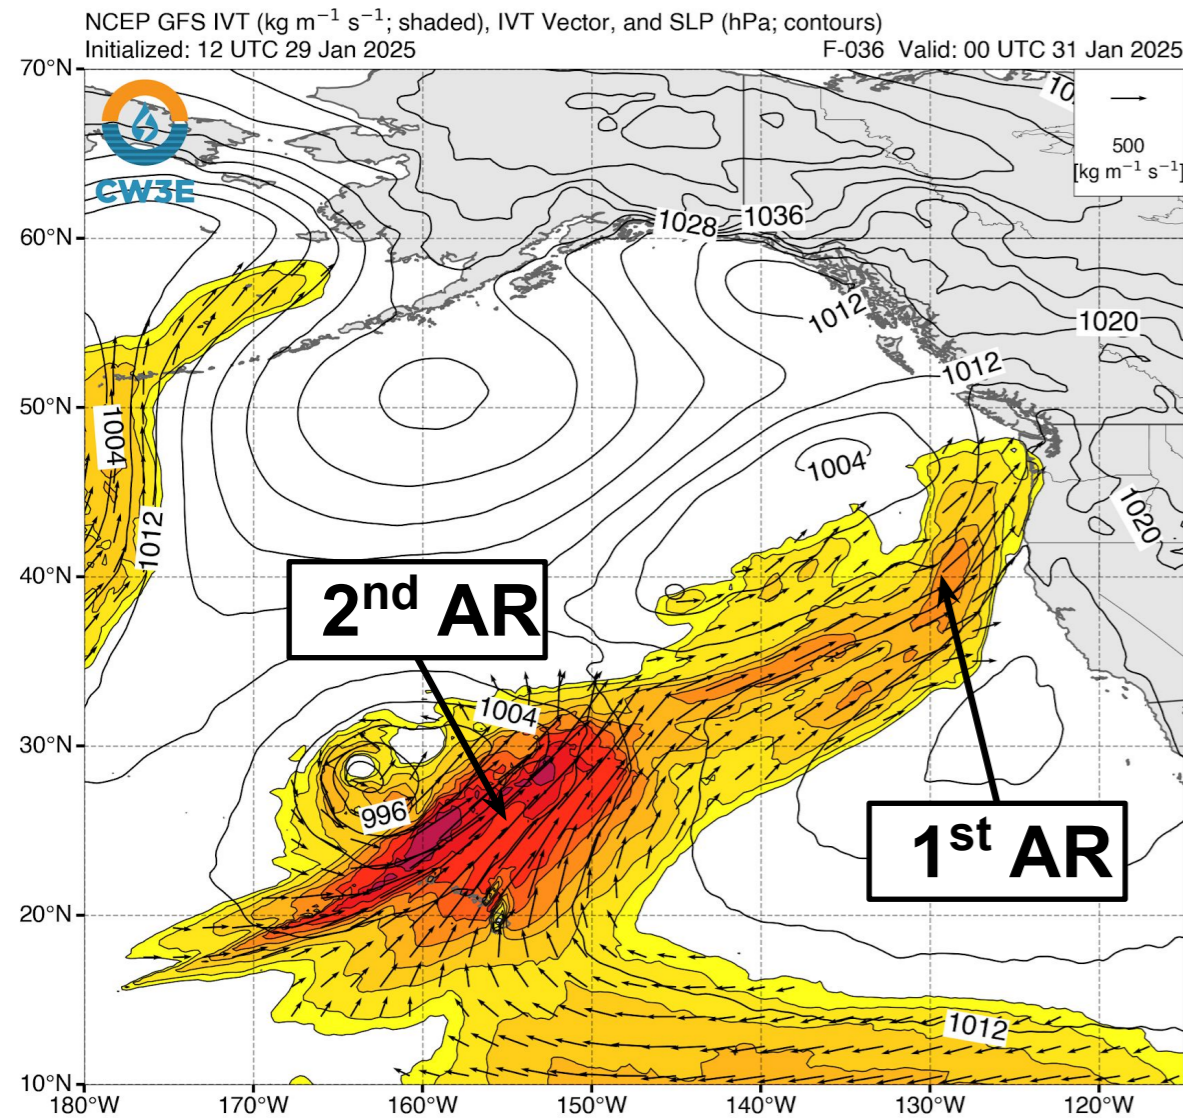 NCEP GFS IVT (kg m⁻¹ s⁻¹; shaded), IVT Vector, and SLP (hPa; contours)
Initialized: 12 UTC 29 Jan 2025
F-036 Valid: 00 UTC 31 Jan 2025
70°N
CW3E
10
500
[kg m⁻¹ s⁻¹]
60°N
1028
1036
1012
1020
1012
50°N
1004
1004
1012
1020
40°N
2nd AR
1004
30°N
996
1st AR
20°N
1012
10°N
180°W
170°W
160°W
150°W
140°W
130°W
120°W